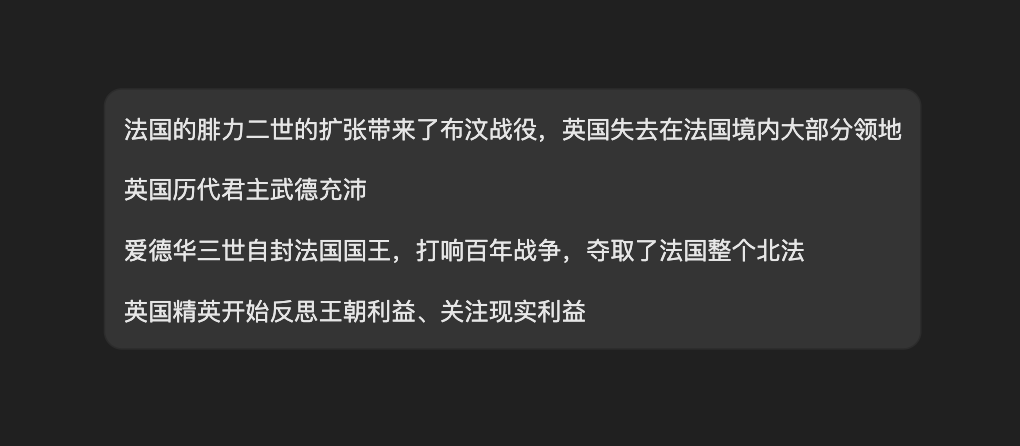 法国的腓力二世的扩张带来了布汶战役，英国失去在法国境内大部分领地
英国历代君主武德充沛
爱德华三世自封法国国王，打响百年战争，夺取了法国整个北法
英国精英开始反思王朝利益、关注现实利益